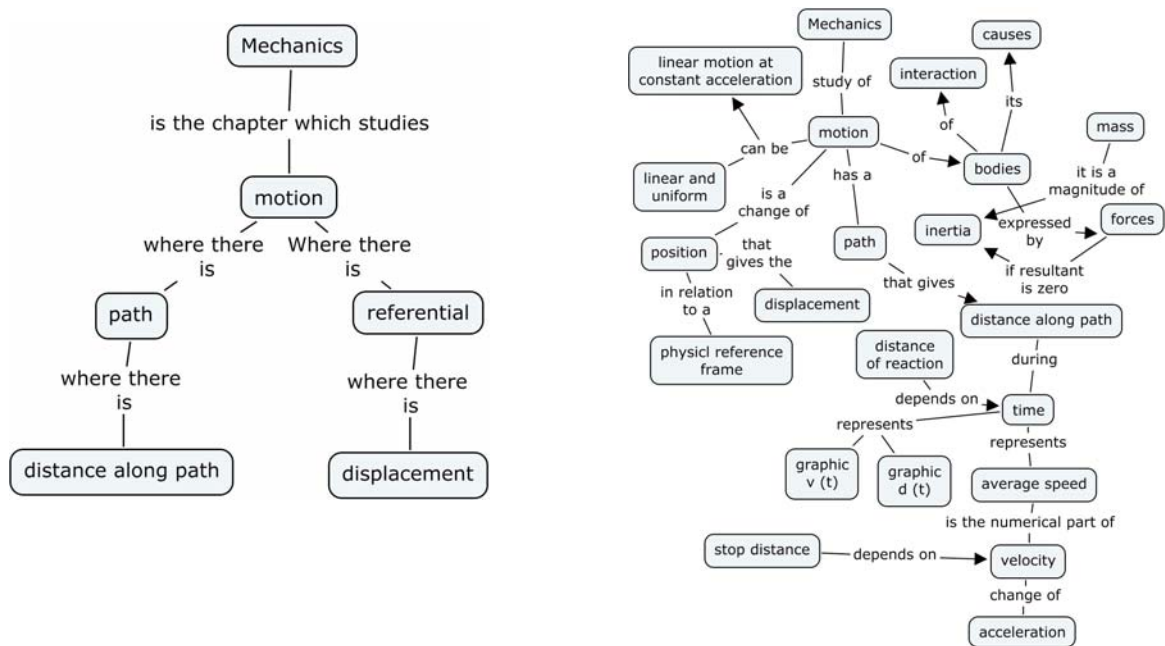 Mechanics
is the chapter which studies
motion
where there
is
Where there
is
path
referential
where there
is
where there
is
distance along path
displacement
Mechanics
causes
linear motion at
constant acceleration
interaction
study of
its
mass
can be
motion
of
of
bodies
it is a
magnitude of
linear and
uniform
is a
change of
has a
inertia
expressed
by
forces
position
that
gives the
path
if resultant
is zero
in relation
to a
displacement
that gives
distance along path
physicl reference
frame
distance
of reaction
during
depends on
time
represents
represents
graphic
v (t)
graphic
d (t)
average speed
is the numerical part of
stop distance
depends on
velocity
change of
acceleration